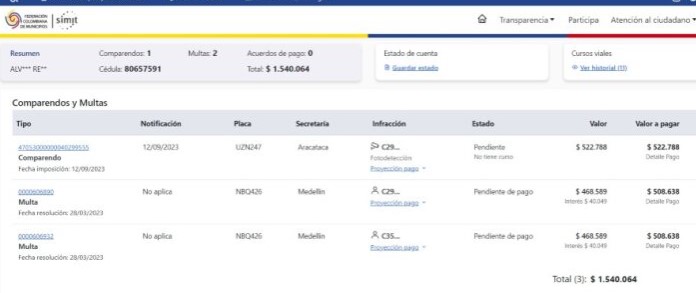 FEDERACIÓN
COLOMBIANA
DE MUNICIPIOS
simit
Transparencia
Participa
Atención al ciudadano
Resumen
Comparendos: 1
Multas: 2
Acuerdos de pago: 0
ALV*** RE**
Cédula: 80657591
Total: $ 1.540.064
Estado de cuenta
Guardar estado
Cursos viales
Ver historial (11)
Comparendos y Multas
Tipo Notificación Placa Secretaría Infracción Estado Valor Valor a pagar
47053000000040299555 12/09/2023 UZN247 Aracataca C29... Pendiente $ 522.788 $ 522.788
Comparendo Fotodetección No tiene curso Detalle Pago
Fecha imposición: 12/09/2023 Proyección pago
0000606890 No aplica NBQ426 Medellín C29... Pendiente de pago $ 468.589 $ 508.638
Multa Proyección pago Interés $ 40.049 Detalle Pago
Fecha resolución: 28/03/2023
0000606932 No aplica NBQ426 Medellín C35... Pendiente de pago $ 468.589 $ 508.638
Multa Proyección pago Interés $ 40.049 Detalle Pago
Fecha resolución: 28/03/2023
Total (3): $ 1.540.064